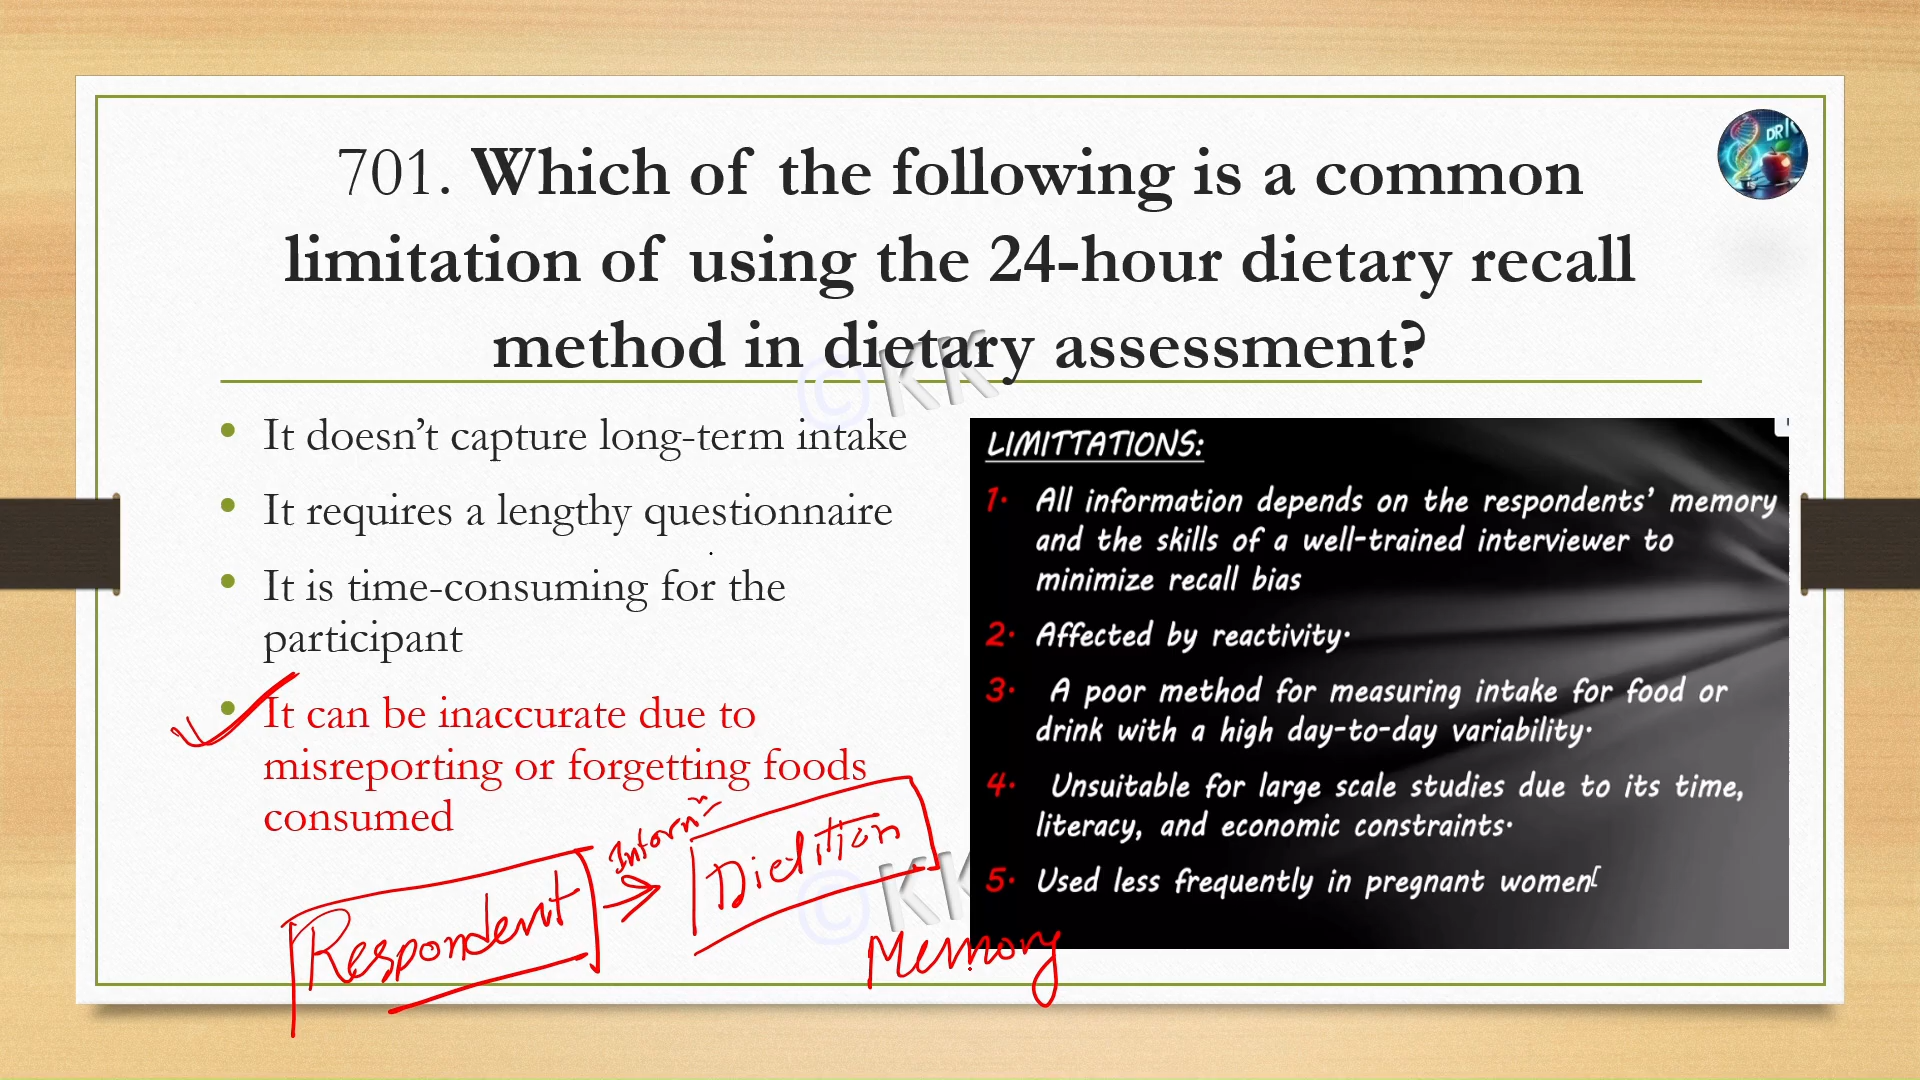 701. Which of the following is a common
limitation of using the 24-hour dietary recall
method in dietary assessment?
DR
©KK
• It doesn't capture long-term intake
• It requires a lengthy questionnaire
• It is time-consuming for the
participant
• It can be inaccurate due to
misreporting or forgetting foods
consumed
LIMITTATIONS:
1. All information depends on the respondents' memory
and the skills of a well-trained interviewer to
minimize recall bias
2. Affected by reactivity.
3. A poor method for measuring intake for food or
drink with a high day-to-day variability.
4. Unsuitable for large scale studies due to its time,
literacy, and economic constraints.
5. Used less frequently in pregnant women[
Respondent
Dietition
©KK
Memory